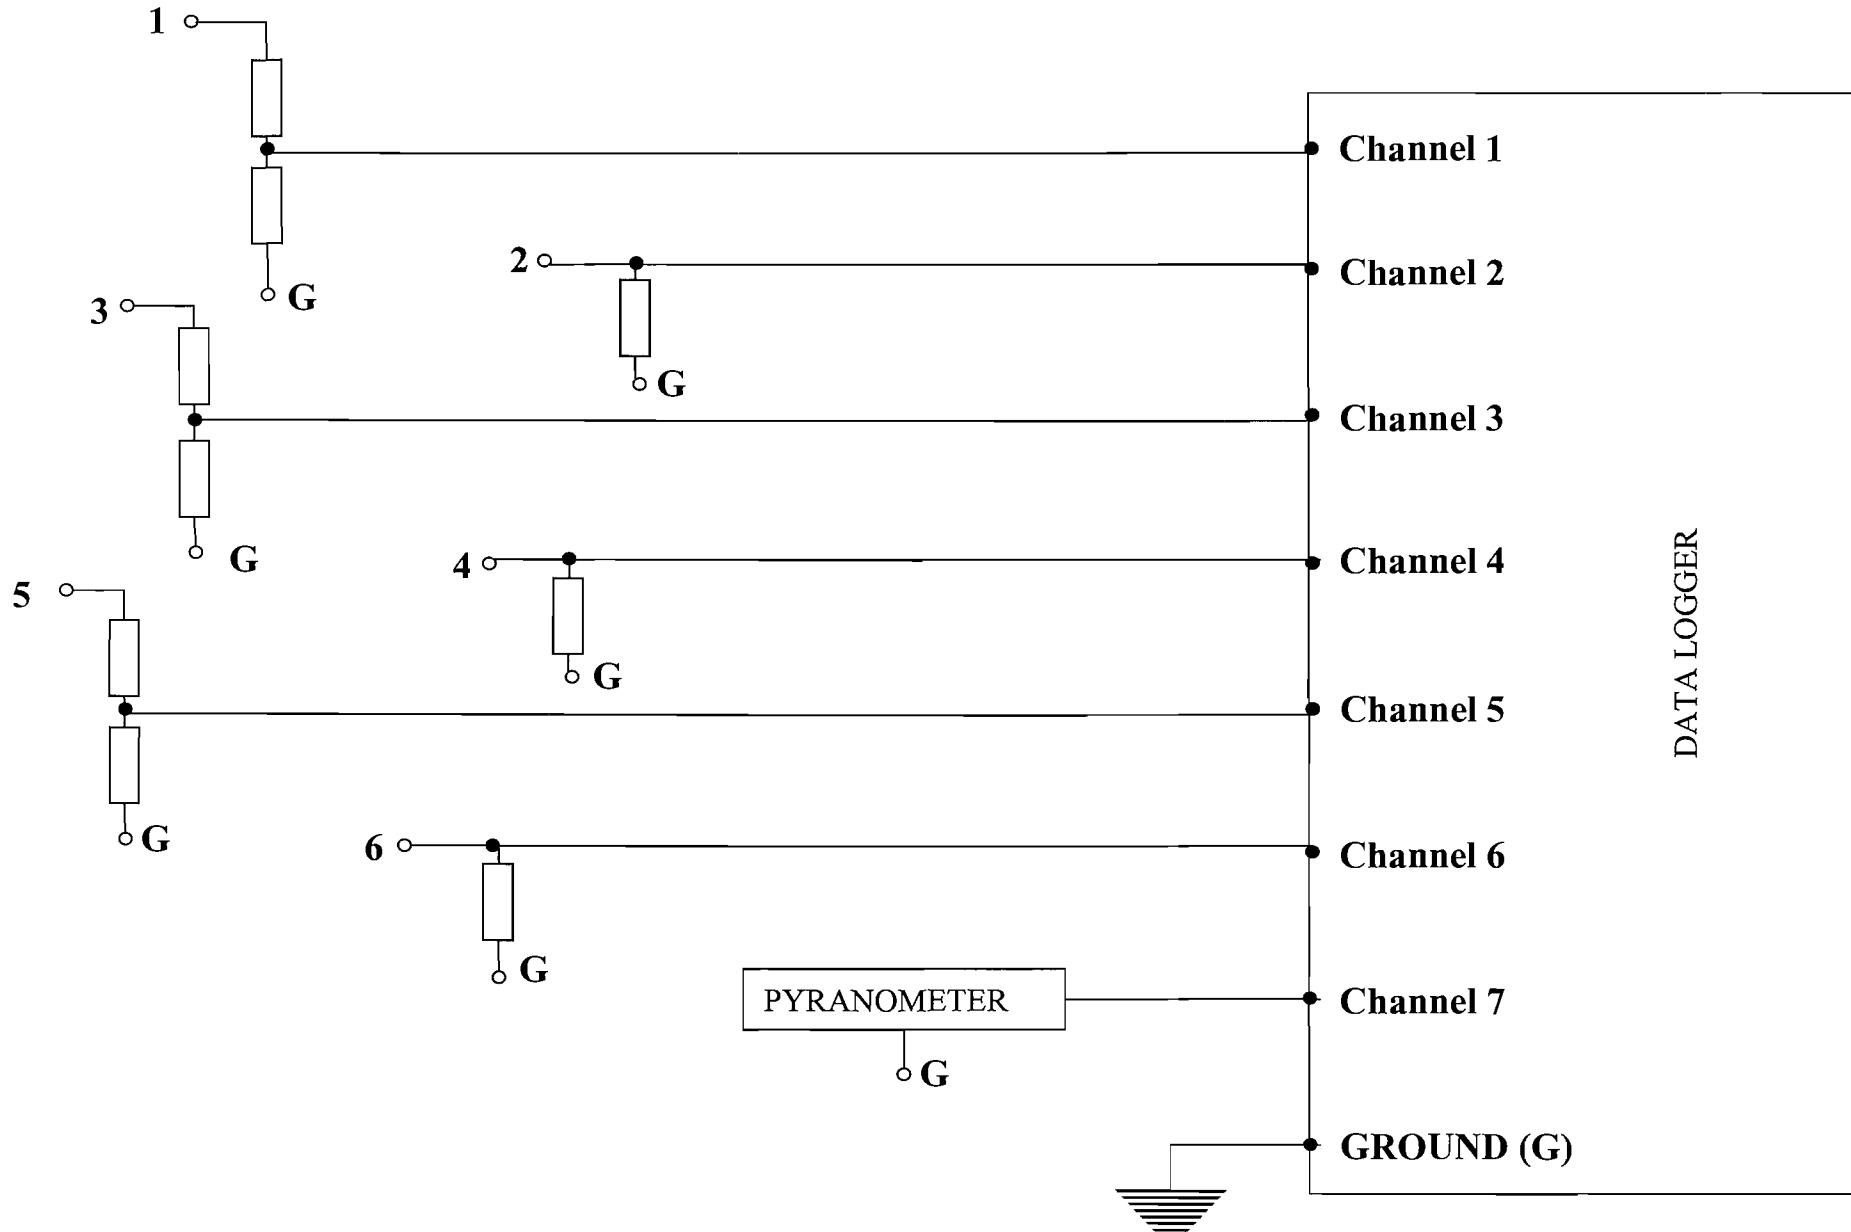 1
Channel 1
2
Channel 2
G
3
G
Channel 3
G
4
Channel 4
5
G
Channel 5
G
6
Channel 6
G
PYRANOMETER
Channel 7
G
GROUND (G)
DATA LOGGER